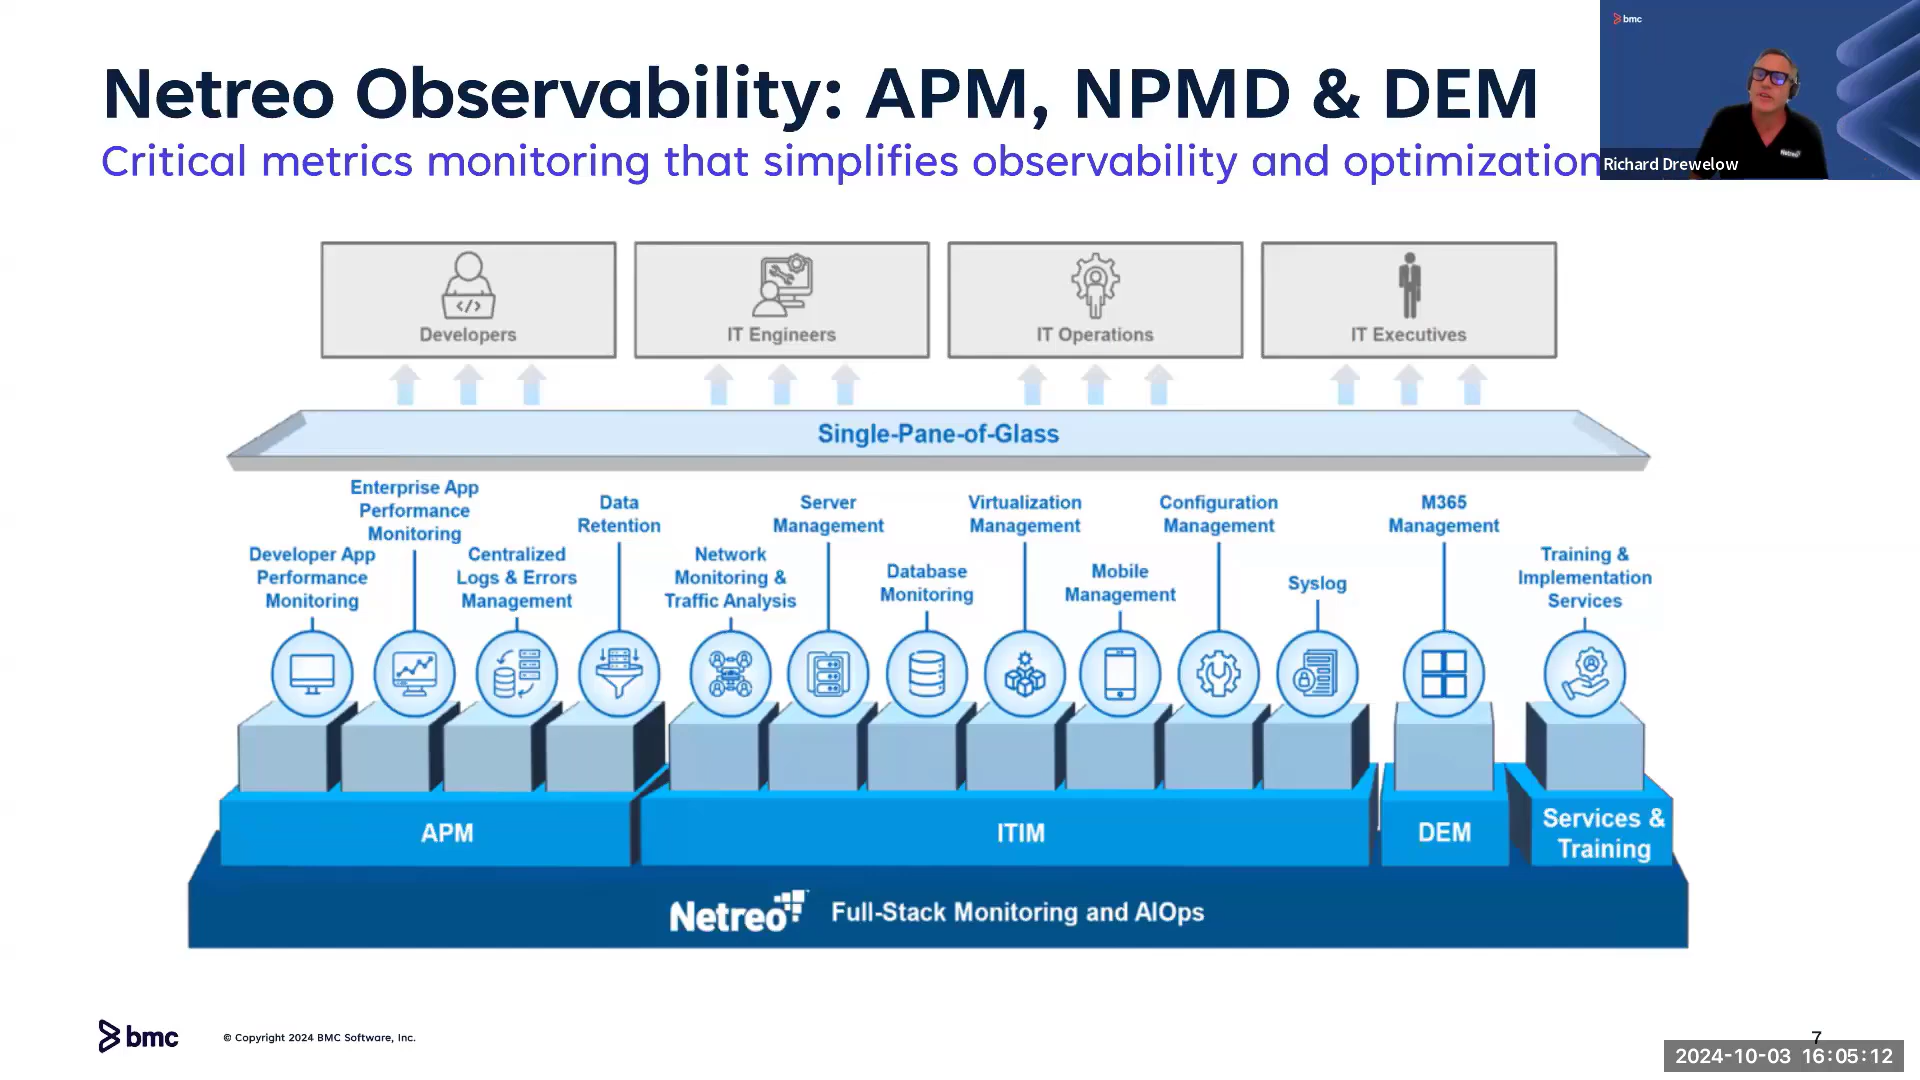 bmc
Netreo Observability: APM, NPMD & DEM
Critical metrics monitoring that simplifies observability and optimization
Richard Drewelow
Netreo
</>
Developers
IT Engineers
IT Operations
IT Executives
Single-Pane-of-Glass
Developer App
Performance
Monitoring
Enterprise App
Performance
Monitoring
Centralized
Logs & Errors
Management
Data
Retention
Network
Monitoring &
Traffic Analysis
Server
Management
Database
Monitoring
Virtualization
Management
Mobile
Management
Configuration
Management
Syslog
M365
Management
Training &
Implementation
Services
APM
ITIM
DEM
Services &
Training
Netreo Full-Stack Monitoring and AIOps
bmc
© Copyright 2024 BMC Software, Inc.
7
2024-10-03 16:05:12